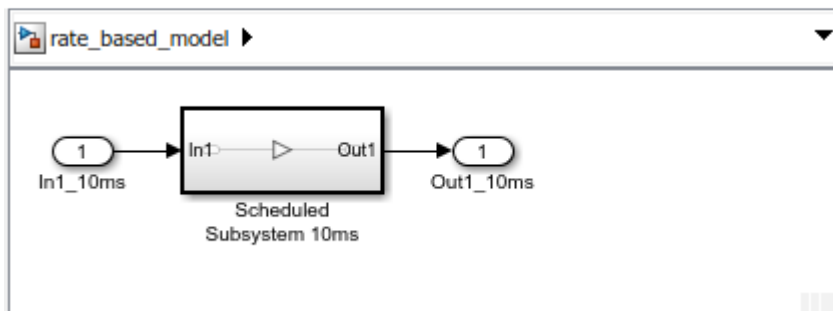 rate_based_model
1
In1
Out1
1
In1_10ms
Out1_10ms
Scheduled
Subsystem 10ms